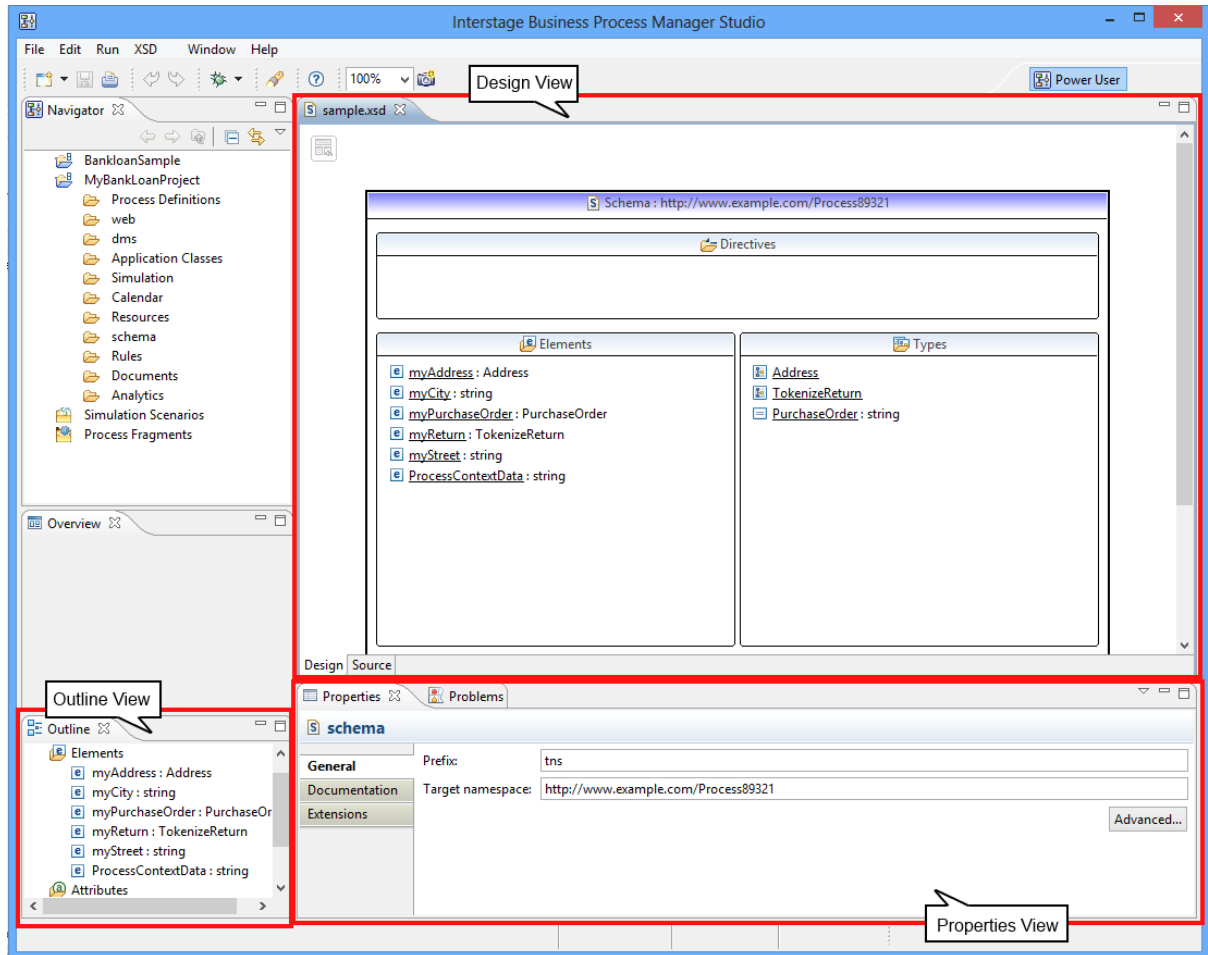 Interstage Business Process Manager Studio
File Edit Run XSD Window Help
100%
Power User
Design View
Navigator
BankloanSample
MyBankLoanProject
Process Definitions
web
dms
Application Classes
Simulation
Calendar
Resources
schema
Rules
Documents
Analytics
Simulation Scenarios
Process Fragments
sample.xsd
Schema : http://www.example.com/Process89321
Directives
Elements
myAddress : Address
myCity : string
myPurchaseOrder : PurchaseOrder
myReturn : TokenizeReturn
myStreet : string
ProcessContextData : string
Types
Address
TokenizeReturn
PurchaseOrder : string
Design Source
Overview
Outline View
Outline
Elements
myAddress : Address
myCity : string
myPurchaseOrder : PurchaseOr
myReturn : TokenizeReturn
myStreet : string
ProcessContextData : string
Attributes
Properties Problems
schema
General
Documentation
Extensions
Prefix: tns
Target namespace: http://www.example.com/Process89321
Advanced...
Properties View